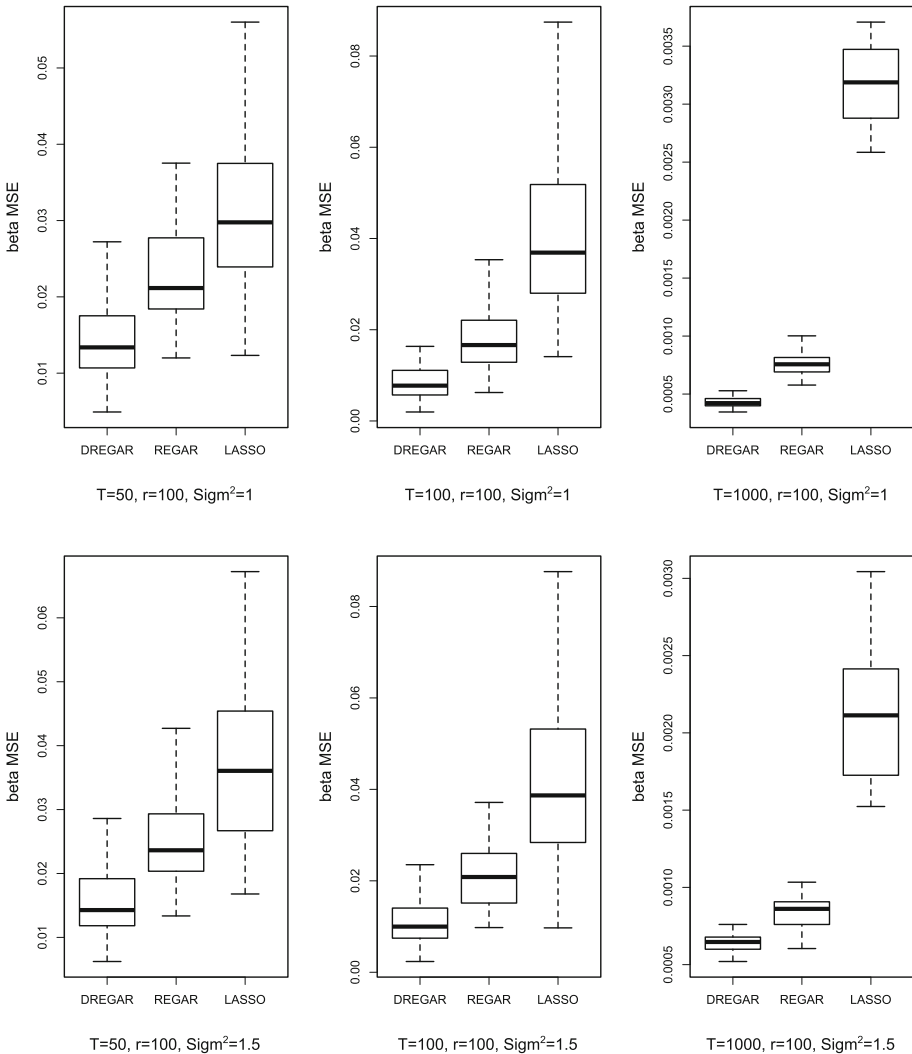 beta MSE
0.05
0.04
0.03
0.02
0.01
DREGAR REGAR LASSO
T=50, r=100, Sigm²=1
beta MSE
0.08
0.06
0.04
0.02
0.00
DREGAR REGAR LASSO
T=100, r=100, Sigm²=1
beta MSE
0.0035
0.0030
0.0025
0.0020
0.0015
0.0010
0.0005
DREGAR REGAR LASSO
T=1000, r=100, Sigm²=1
beta MSE
0.06
0.05
0.04
0.03
0.02
0.01
DREGAR REGAR LASSO
T=50, r=100, Sigm²=1.5
beta MSE
0.08
0.06
0.04
0.02
0.00
DREGAR REGAR LASSO
T=100, r=100, Sigm²=1.5
beta MSE
0.0030
0.0025
0.0020
0.0015
0.0010
0.0005
DREGAR REGAR LASSO
T=1000, r=100, Sigm²=1.5